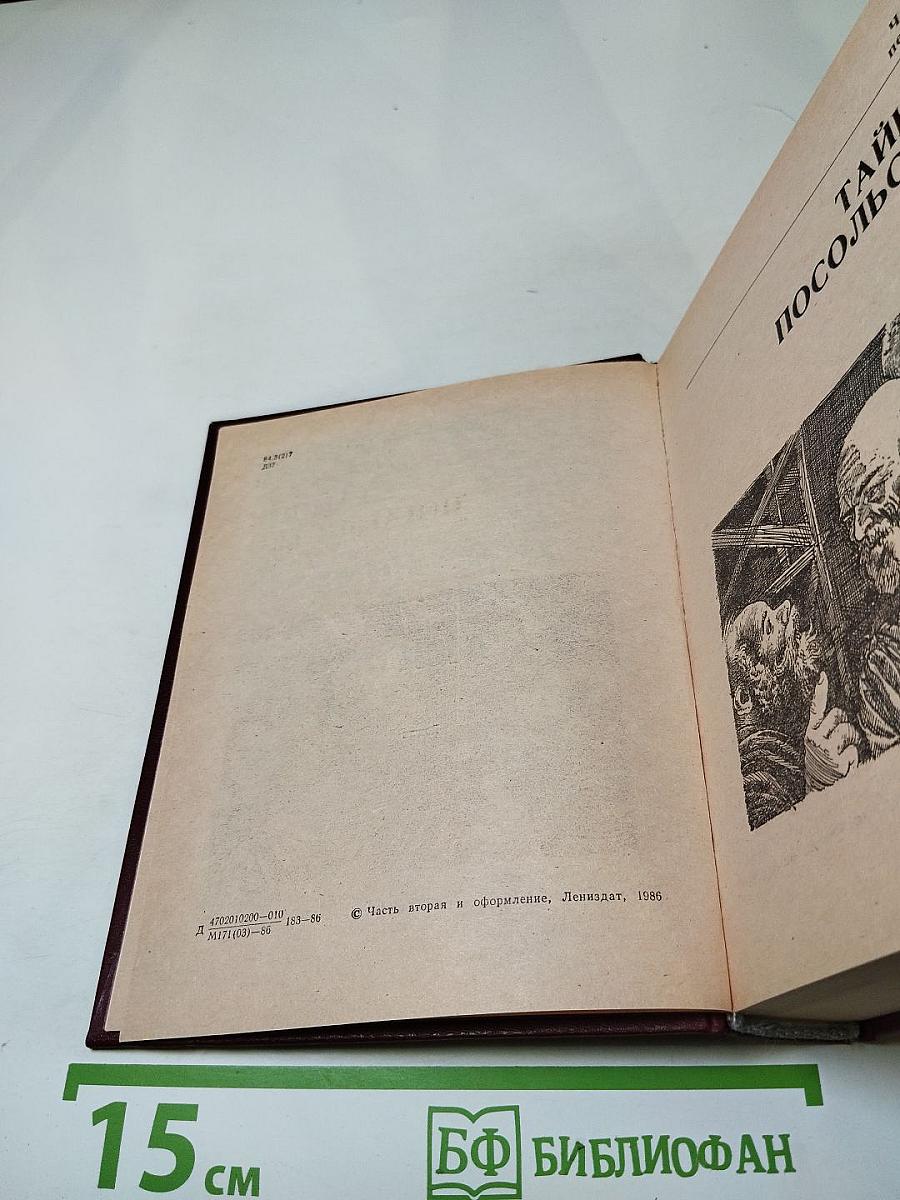 84.3(2)7
Д37
Д 4702010200—010 183—86
М171(03)—86
© Часть вторая и оформление, Лениздат, 1986
ТАЙ
ПОСОЛЬС
15 см
БФ БИБЛИОФАН